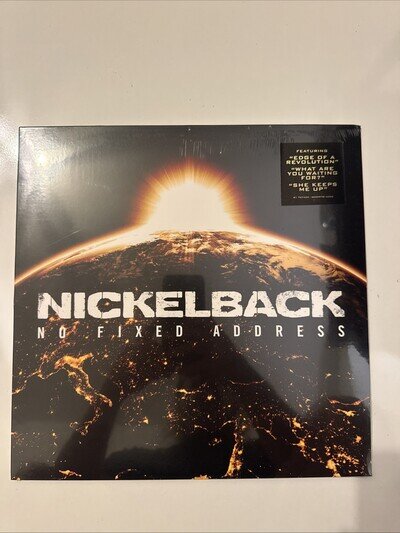 FEATURING
"EDGE OF A
REVOLUTION"
"WHAT ARE
YOU WAITING
FOR?"
"SHE KEEPS
ME UP"
NICKELBACK
NO FIXED ADDRESS